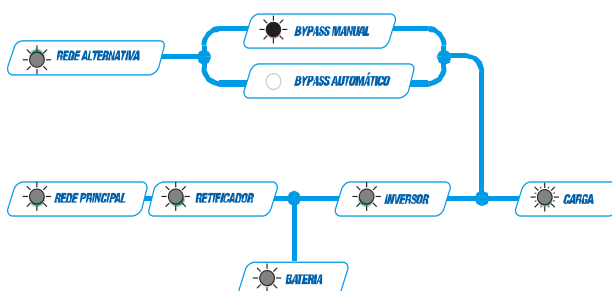 BYPASS MANUAL
REDE ALTERNATIVA
BYPASS AUTOMÁTICO
REDE PRINCIPAL
RETIFICADOR
INVERSOR
CARGA
BATERIA